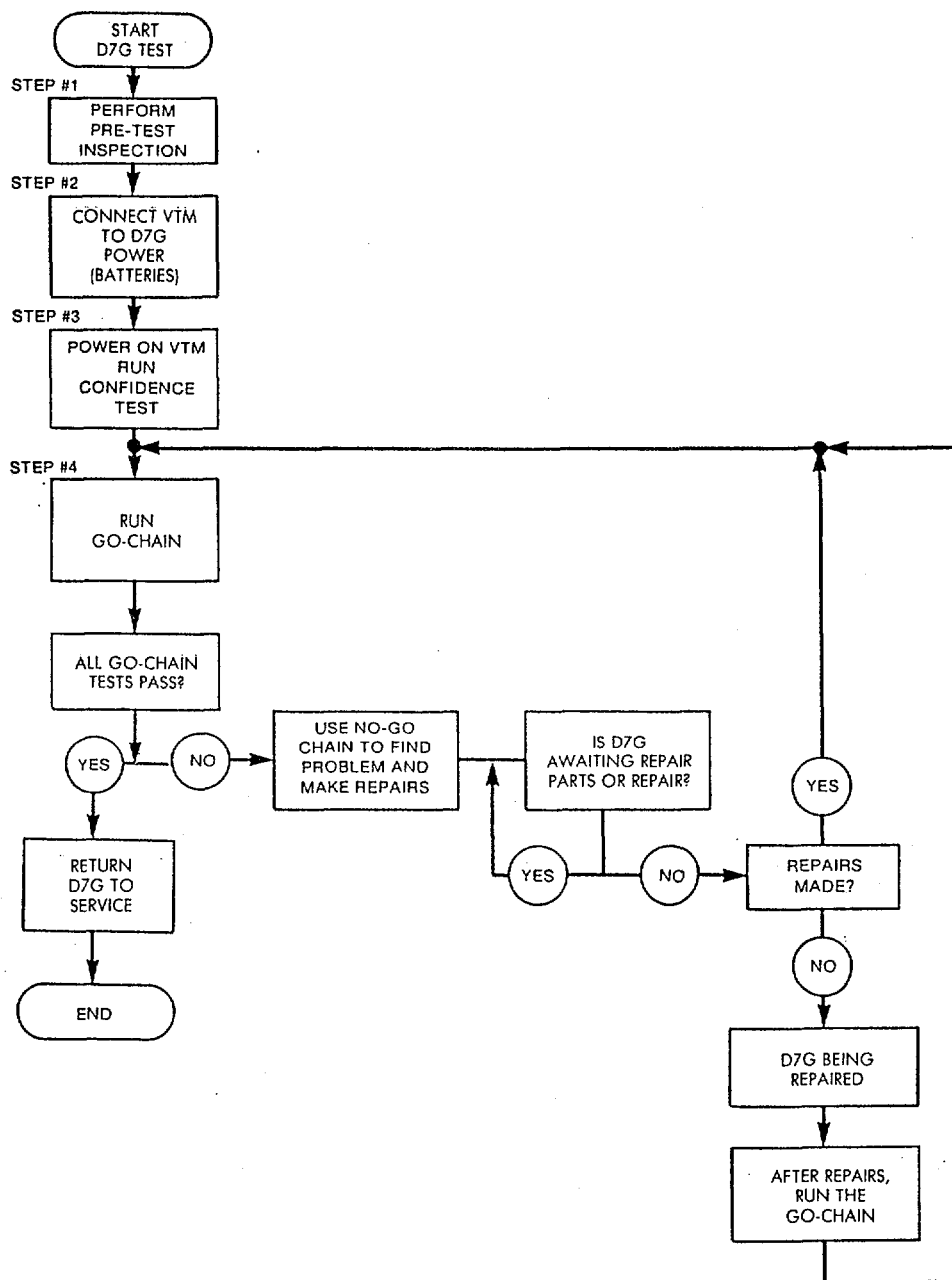 START
D7G TEST
STEP #1
PERFORM
PRE-TEST
INSPECTION
STEP #2
CONNECT VTM
TO D7G
POWER
(BATTERIES)
STEP #3
POWER ON VTM
RUN
CONFIDENCE
TEST
STEP #4
RUN
GO-CHAIN
ALL GO-CHAIN
TESTS PASS?
YES
NO
USE NO-GO
CHAIN TO FIND
PROBLEM AND
MAKE REPAIRS
IS D7G
AWAITING REPAIR
PARTS OR REPAIR?
YES
NO
YES
REPAIRS
MADE?
NO
RETURN
D7G TO
SERVICE
END
D7G BEING
REPAIRED
AFTER REPAIRS,
RUN THE
GO-CHAIN